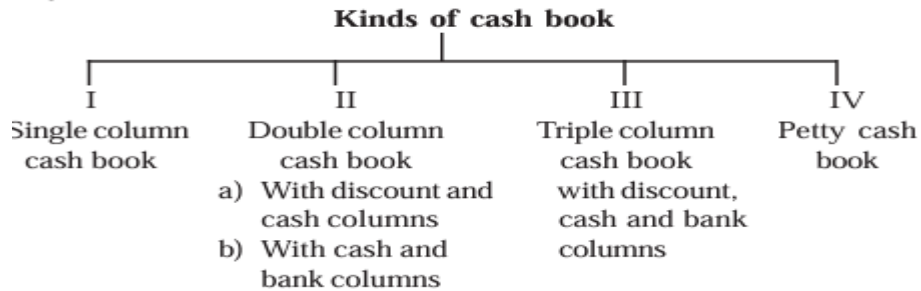 Kinds of cash book
I
Single column
cash book
II
Double column
cash book
a) With discount and
cash columns
b) With cash and
bank columns
III
Triple column
cash book
with discount,
cash and bank
columns
IV
Petty cash
book